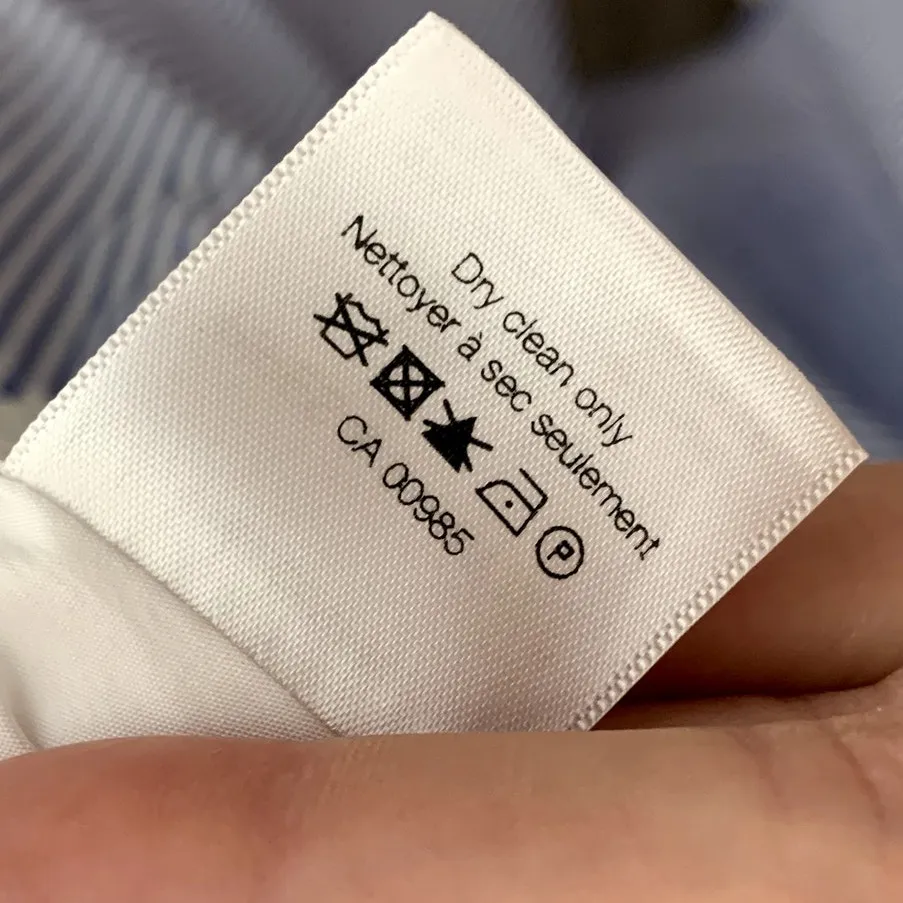 Dry clean only
Nettoyer à sec seulement
P
CA 00985